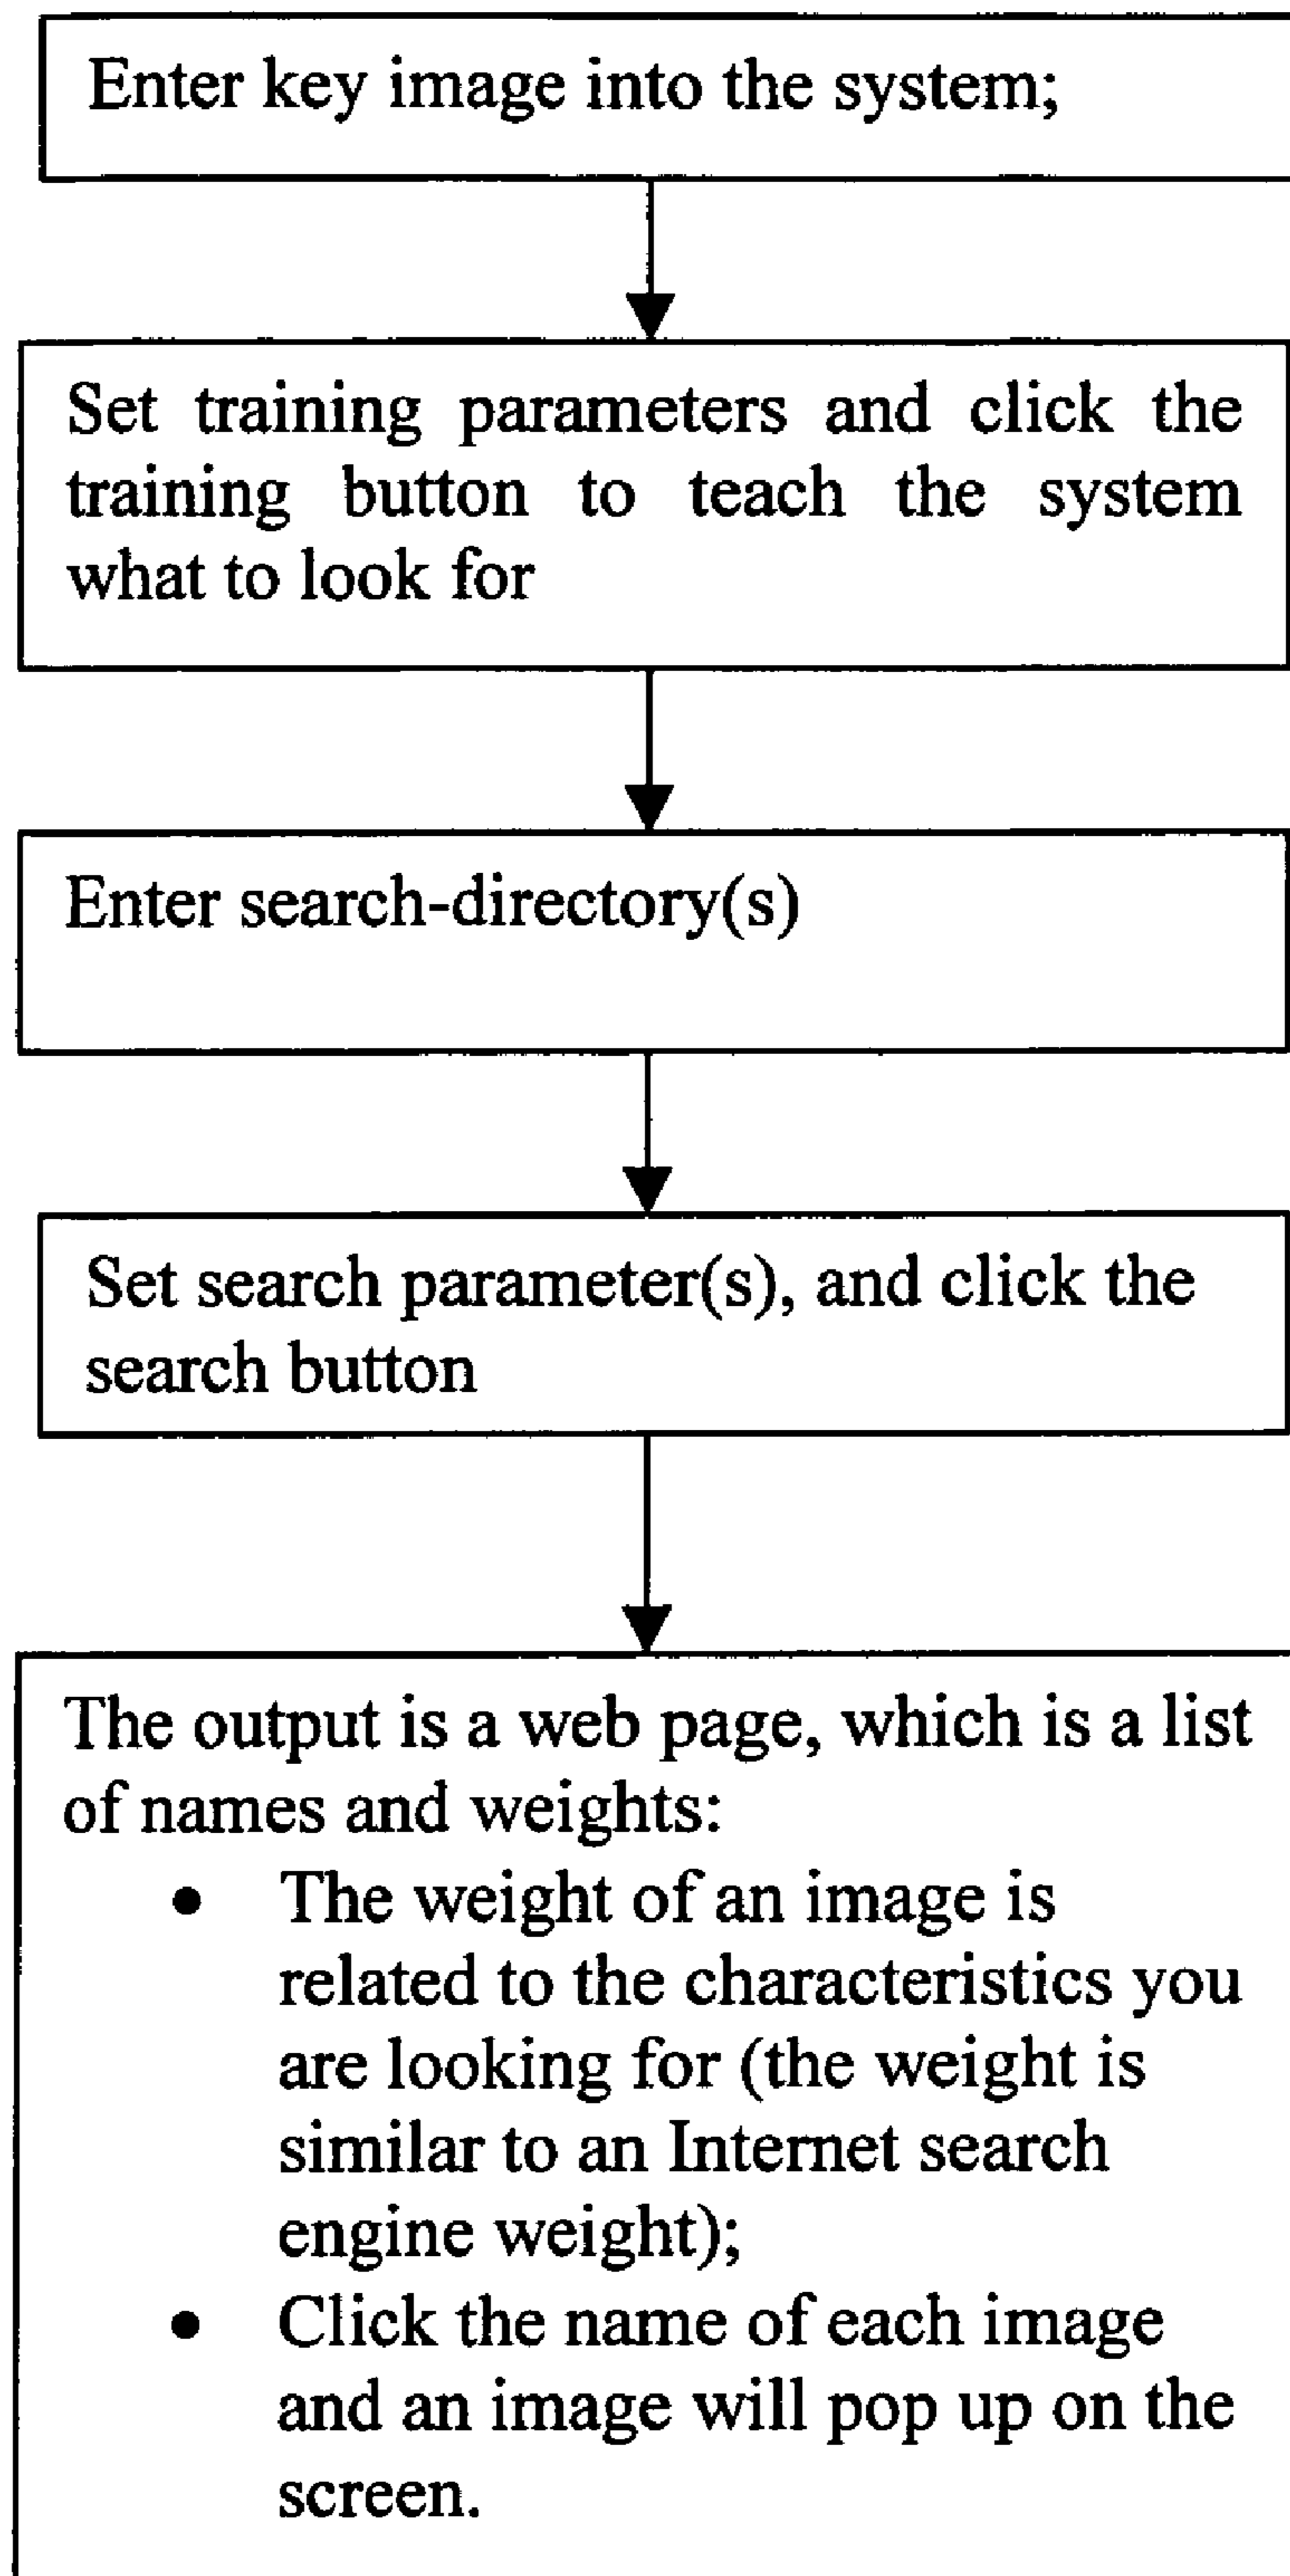 Enter key image into the system;
Set training parameters and click the
training button to teach the system
what to look for
Enter search-directory(s)
Set search parameter(s), and click the
search button
The output is a web page, which is a list
of names and weights:
• The weight of an image is
related to the characteristics you
are looking for (the weight is
similar to an Internet search
engine weight);
• Click the name of each image
and an image will pop up on the
screen.